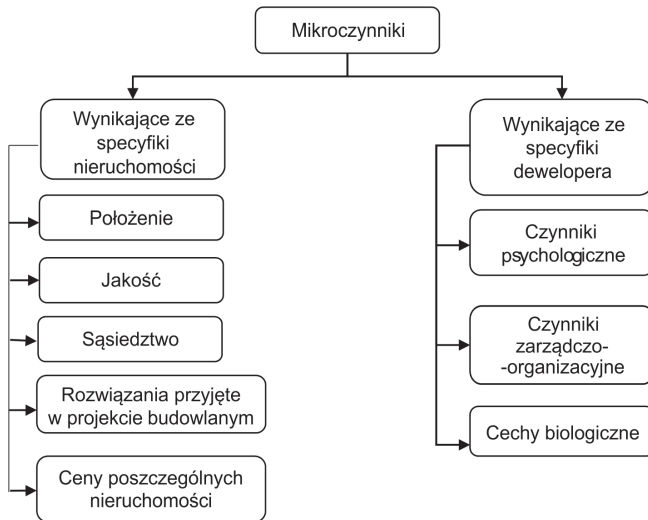 Mikroczynniki
Wynikające ze
specyfiki
nieruchomości
Położenie
Jakość
Sąsiedztwo
Rozwiązania przyjęte
w projekcie budowlanym
Ceny poszczególnych
nieruchomości
Wynikające ze
specyfiki
dewelopera
Czynniki
psychologiczne
Czynniki
zarządczo-
-organizacyjne
Cechy biologiczne